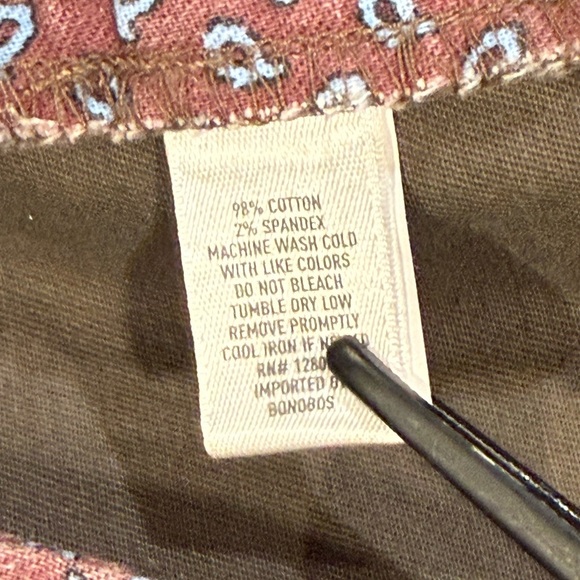 98% COTTON
2% SPANDEX
MACHINE WASH COLD
WITH LIKE COLORS
DO NOT BLEACH
TUMBLE DRY LOW
REMOVE PROMPTLY
COOL IRON IF
RN#
IMPORTED
BONOBOS